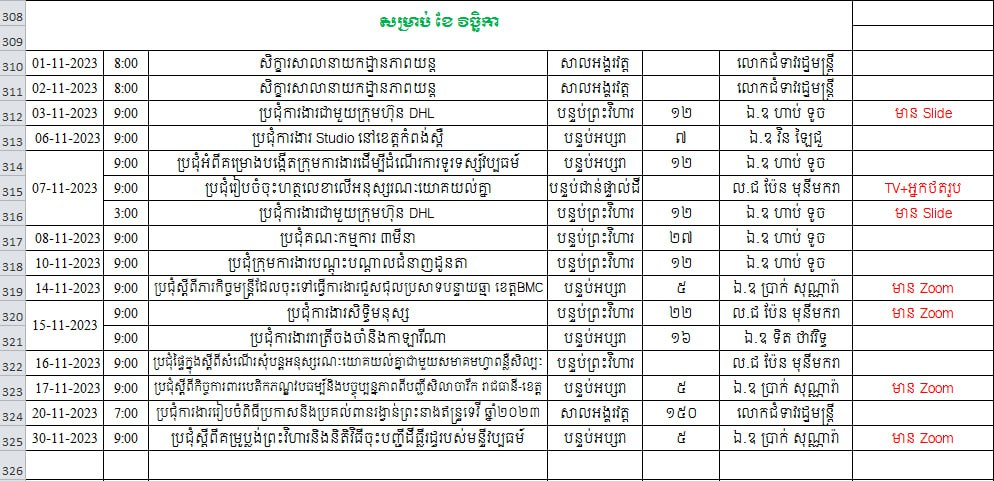 308 សម្រាប់ ខែ វិច្ឆិកា
309
310 01-11-2023 8:00 សិក្ខាសាលានាយកដ្ឋានភាពយន្ត សាលអង្គរវត្ត លោកជំទាវរដ្ឋមន្ត្រី
311 02-11-2023 8:00 សិក្ខាសាលានាយកដ្ឋានភាពយន្ត សាលអង្គរវត្ត លោកជំទាវរដ្ឋមន្ត្រី
312 03-11-2023 9:00 ប្រជុំការងារជាមួយក្រុមហ៊ុន DHL បន្ទប់ព្រះវិហារ ១២ ឯ.ឧ ហាប់ ទូច មាន Slide
313 06-11-2023 9:00 ប្រជុំការងារ Studio នៅខេត្តកំពង់ស្ពឺ បន្ទប់អប្សរា ៧ ឯ.ឧ រិន ឡៃជូ
314 9:00 ប្រជុំអំពីគម្រោងបង្កើតក្រុមការងារដើម្បីដំណើរការទូរទស្សន៍វប្បធម៍ បន្ទប់អប្សរា ១២ ឯ.ឧ ហាប់ ទូច
315 07-11-2023 9:00 ប្រជុំរៀបចំចុះហត្ថលេខាលើអនុស្សរណៈយោគយល់គ្នា បន្ទប់ជាន់ផ្ទាល់ដី ល.ជ ប៉ែន មុនីមករា TV+អ្នកថតរូប
316 3:00 ប្រជុំការងារជាមួយក្រុមហ៊ុន DHL បន្ទប់ព្រះវិហារ ១២ ឯ.ឧ ហាប់ ទូច មាន Slide
317 08-11-2023 9:00 ប្រជុំគណៈកម្មការ ៣មីនា បន្ទប់ព្រះវិហារ ២៧ ឯ.ឧ ហាប់ ទូច
318 10-11-2023 9:00 ប្រជុំក្រុមការងារបណ្តុះបណ្តាលជំនាញដូនតា បន្ទប់ព្រះវិហារ ១២ ឯ.ឧ ហាប់ ទូច
319 14-11-2023 9:00 ប្រជុំស្តីពីភារកិច្ចមន្ត្រីដែលចុះទៅធ្វើការងារជួសជុលប្រាសាទបន្ទាយឆ្មា ខេត្តBMC បន្ទប់អប្សរា ៥ ឯ.ឧ ប្រាក់ សុណ្ណារ៉ា មាន Zoom
320 9:00 ប្រជុំការងារសិទ្ធិមនុស្ស បន្ទប់ព្រះវិហារ ២២ ឯ.ឧ ប្រាក់ សុណ្ណារ៉ា មាន Zoom
321 15-11-2023 9:00 ប្រជុំការងាររាត្រីចងចាំនិងកាឡាវីណា បន្ទប់អប្សរា ១៦ ឯ.ឧ ទិត ថាវរិទ្ធ
322 16-11-2023 9:00 ប្រជុំផ្ទៃក្នុងស្តីពីសំណើរសុំបន្តអនុស្សរណៈយោគយល់គ្នាជាមួយសមាគមហ្វាពន្លឺសិល្បៈ បន្ទប់ព្រះវិហារ ល.ជ ប៉ែន មុនីមករា
323 17-11-2023 9:00 ប្រជុំស្តីពីកិច្ចការពារបេតិកភណ្ឌវប្បធម៌និងបច្ចុប្បន្នភាពពីបញ្ជីសិលាចារឹក រាជធានី-ខេត្ត បន្ទប់អប្សរា ៥ ឯ.ឧ ប្រាក់ សុណ្ណារ៉ា មាន Zoom
324 20-11-2023 7:00 ប្រជុំការងាររៀបចំពិធីប្រកាសនិងប្រគល់ពានរង្វាន់ព្រះនាងឥន្ទ្រទេវី ឆ្នាំ២០២៣ សាលអង្គរវត្ត ១៥០ លោកជំទាវរដ្ឋមន្ត្រី
325 30-11-2023 9:00 ប្រជុំស្តីពីគម្រូប្លង់ព្រះវិហារនិងនិតិវិធីចុះបញ្ជីដីធ្លីរដ្ឋរបស់មន្ទីរវប្បធម៌ បន្ទប់អប្សរា ៥ ឯ.ឧ ប្រាក់ សុណ្ណារ៉ា មាន Zoom
326